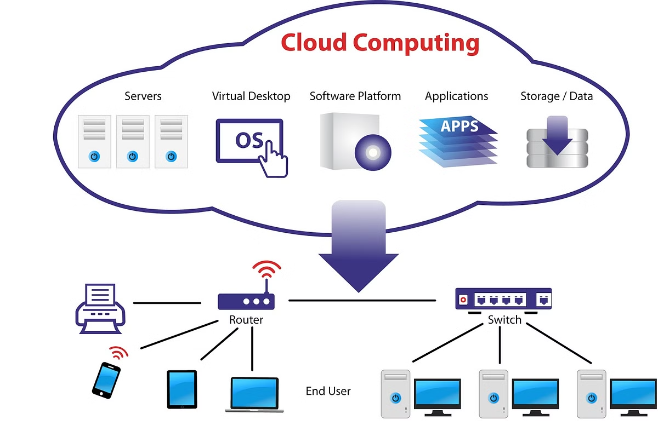 Cloud Computing
Servers
Virtual Desktop
Software Platform
Applications
Storage / Data
OS
APPS
Router
Switch
End User